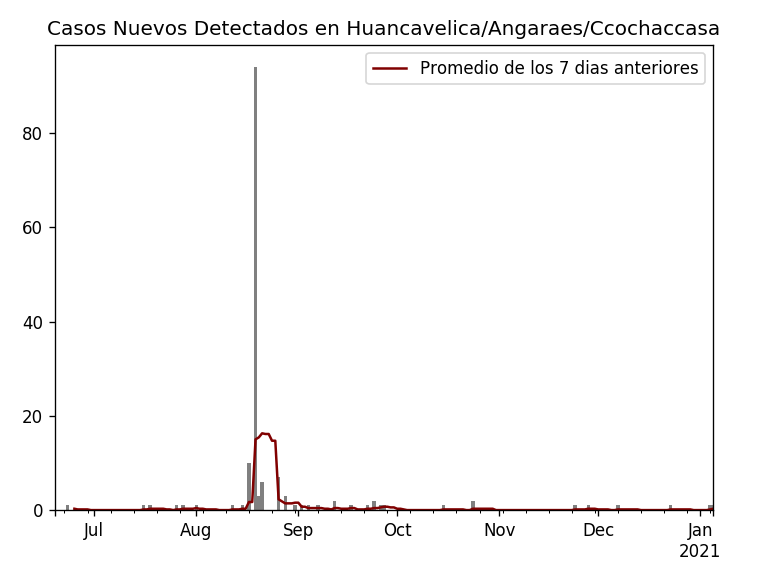 Casos Nuevos Detectados en Huancavelica/Angaraes/Ccochaccasa
Promedio de los 7 dias anteriores
80
60
40
20
0
Jul Aug Sep Oct Nov Dec Jan
2021